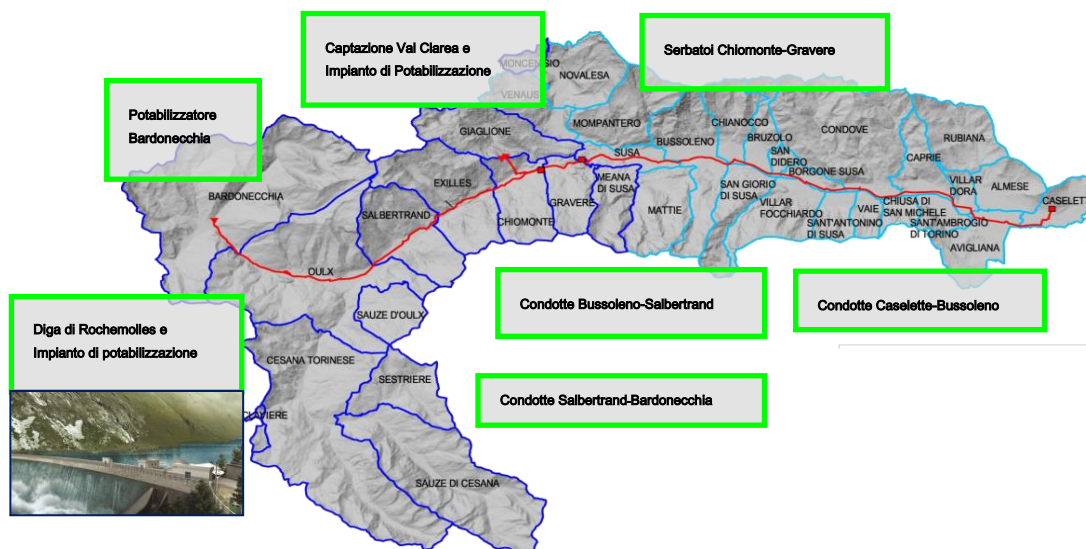 Captazione Val Clarea e
Impianto di Potabilizzazione
Serbatoi Chiomonte-Gravere
Potabilizzatore
Bardonecchia
MONCENISIO
NOVALESA
VENAUS
GIAGLIONE
MOMPANTERO
BUSSOLENO
CHIANOCCO
BRUZOLO
CONDOVE
RUBIANA
SUSA
SAN
DIDERO
BORGONE SUSA
CAPRIE
VILLAR
DORA
ALMESE
CASELETT
BARDONECCHIA
EXILLES
SALBERTRAND
CHIOMONTE
GRAVERE
MEANA
DI SUSA
MATTIE
SAN GIORIO
DI SUSA
VILLAR
FOCCHIARDO
SANT'ANTONINO
DI SUSA
VAIE
CHIUSA DI
SAN MICHELE
SANT'AMBROGIO
DI TORINO
AVIGLIANA
OULX
SAUZE D'OULX
Condotte Bussoleno-Salbertrand
Condotte Caselette-Bussoleno
Diga di Rochemolles e
Impianto di potabilizzazione
CESANA TORINESE
SESTRIERE
Condotte Salbertrand-Bardonecchia
CLAVIERE
SAUZE DI CESANA